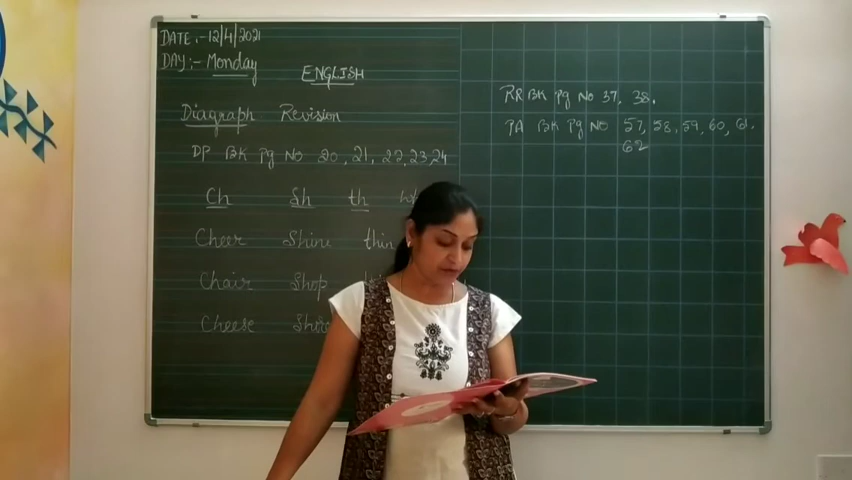 DATE :- 12/4/2021
DAY :- Monday
ENGLISH
Diagraph Revision
DP BK Pg NO 20, 21, 22, 23, 24
Ch Sh th
Cheer Shine thin
Chair Shop
Cheese
RR BK Pg No 37, 38.
PA BK Pg NO 57, 58, 59, 60, 61,
62